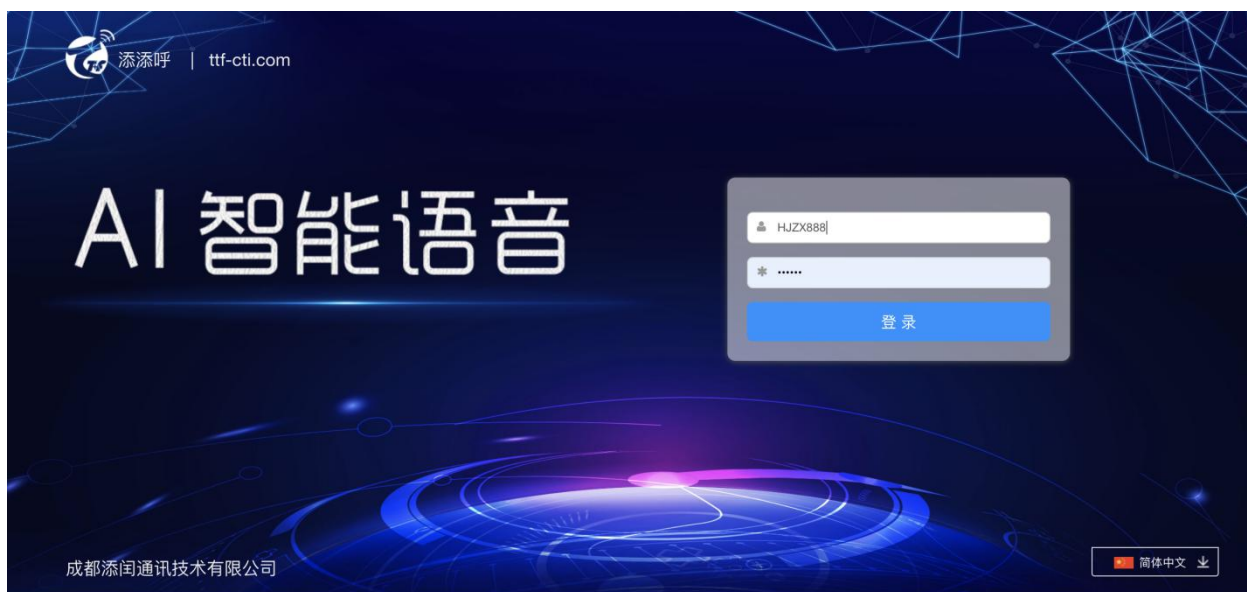 添添呼 | ttf-cti.com
AI 智能语音
HJZX888
••••••
登 录
成都添闰通讯技术有限公司
简体中文